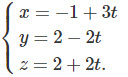 x = −1 + 3t
y = 2 − 2t
z = 2 + 2t.